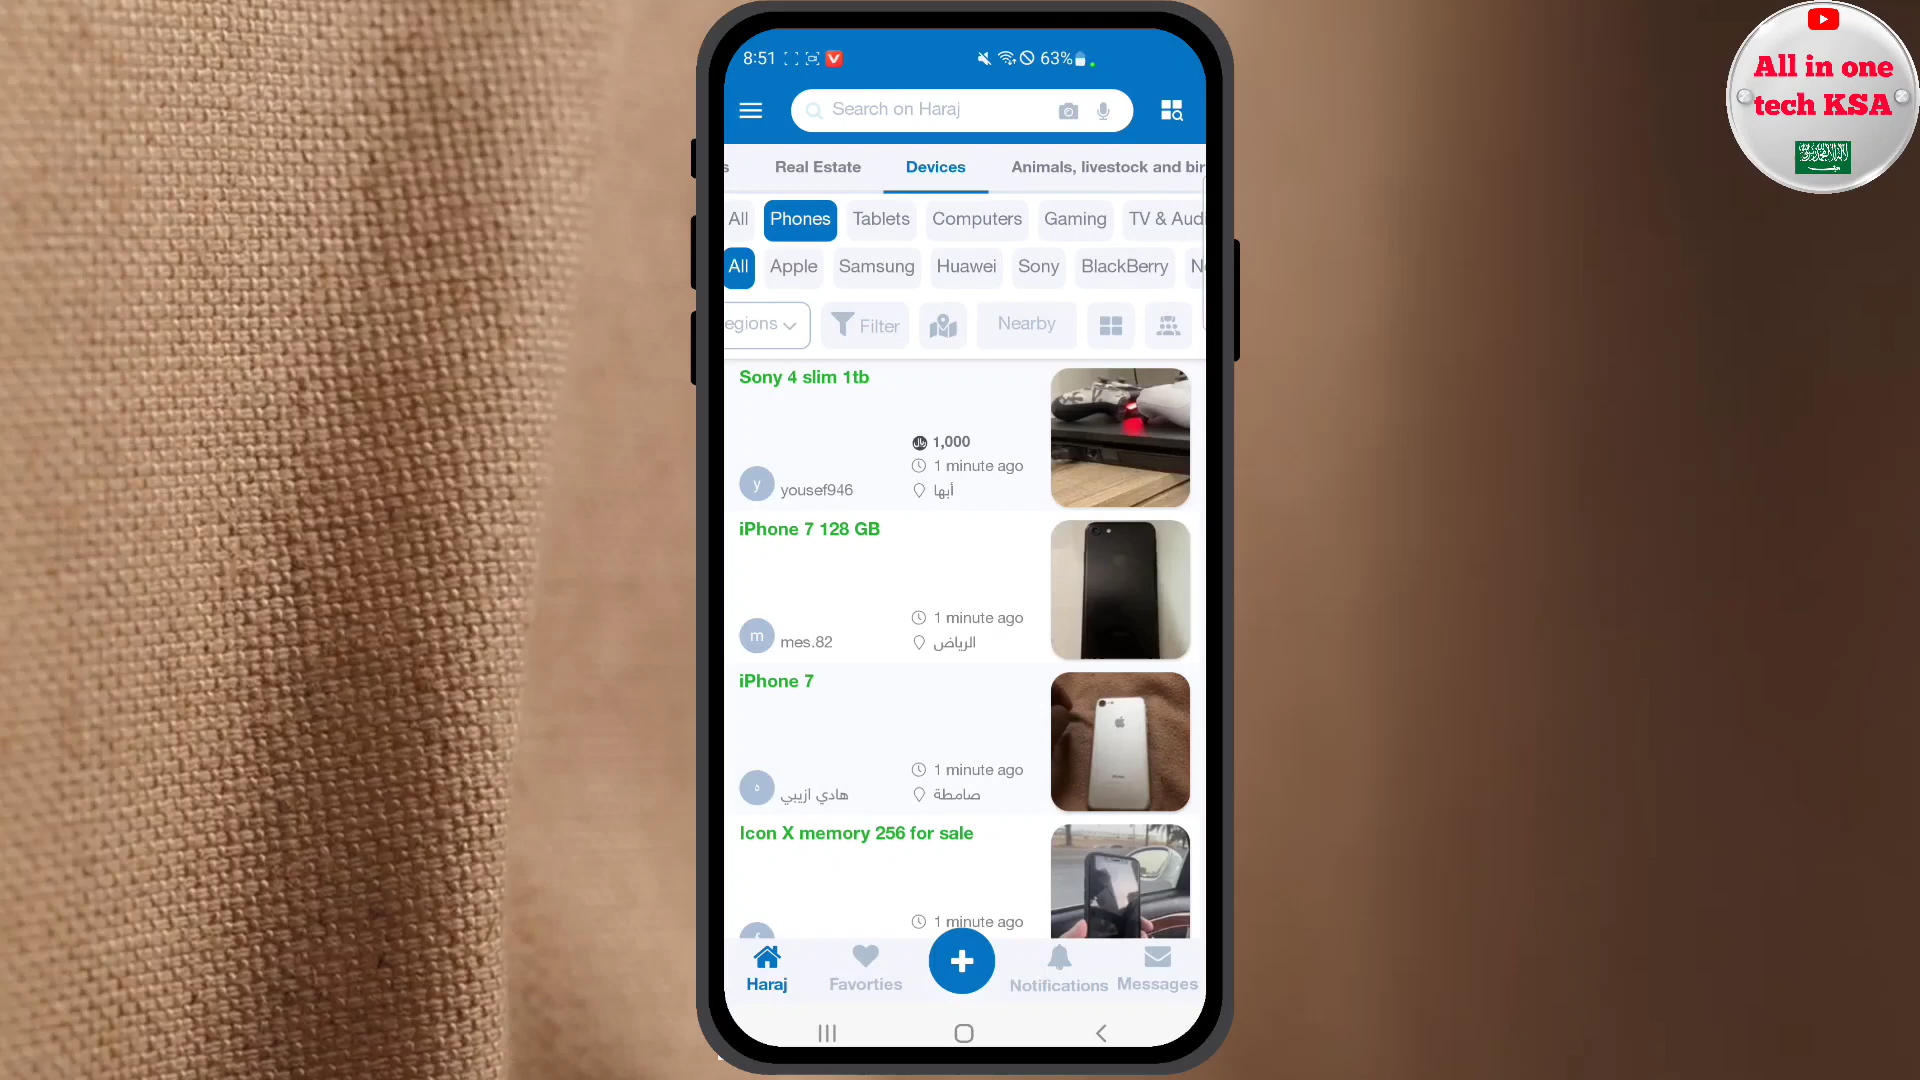 8:51
63%
Search on Haraj
s Real Estate Devices Animals, livestock and bir
All Phones Tablets Computers Gaming TV & Aud
All Apple Samsung Huawei Sony BlackBerry N
egions Filter Nearby
Sony 4 slim 1tb
1,000
1 minute ago
y yousef946
أبها
iPhone 7 128 GB
1 minute ago
m mes.82
الرياض
iPhone 7
1 minute ago
ه هادي ازيبي
صامطة
Icon X memory 256 for sale
1 minute ago
Haraj Favorties Notifications Messages
All in one
tech KSA